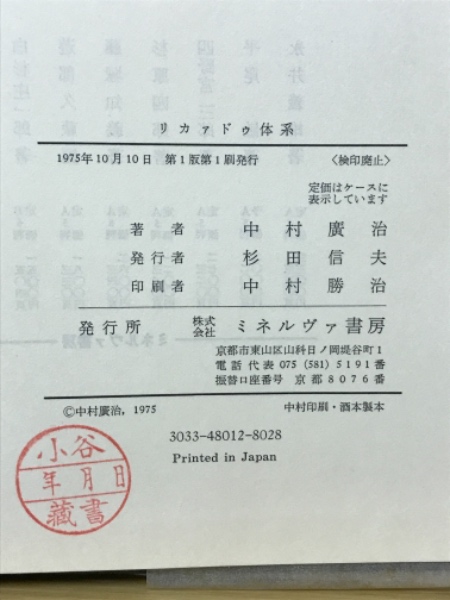 リカァドゥ体系
1975年10月10日 第1版第1刷発行 〈検印廃止〉
定価はケースに
表示しています
著者 中村廣治
発行者 杉田信夫
印刷者 中村勝治
発行所 株式会社 ミネルヴァ書房
京都市東山区山科日ノ岡堤谷町1
電話代表 075 (581) 5191番
振替口座番号 京都8076番
©中村廣治, 1975 中村印刷・酒本製本
3033-48012-8028
Printed in Japan
小谷
年月日
藏書